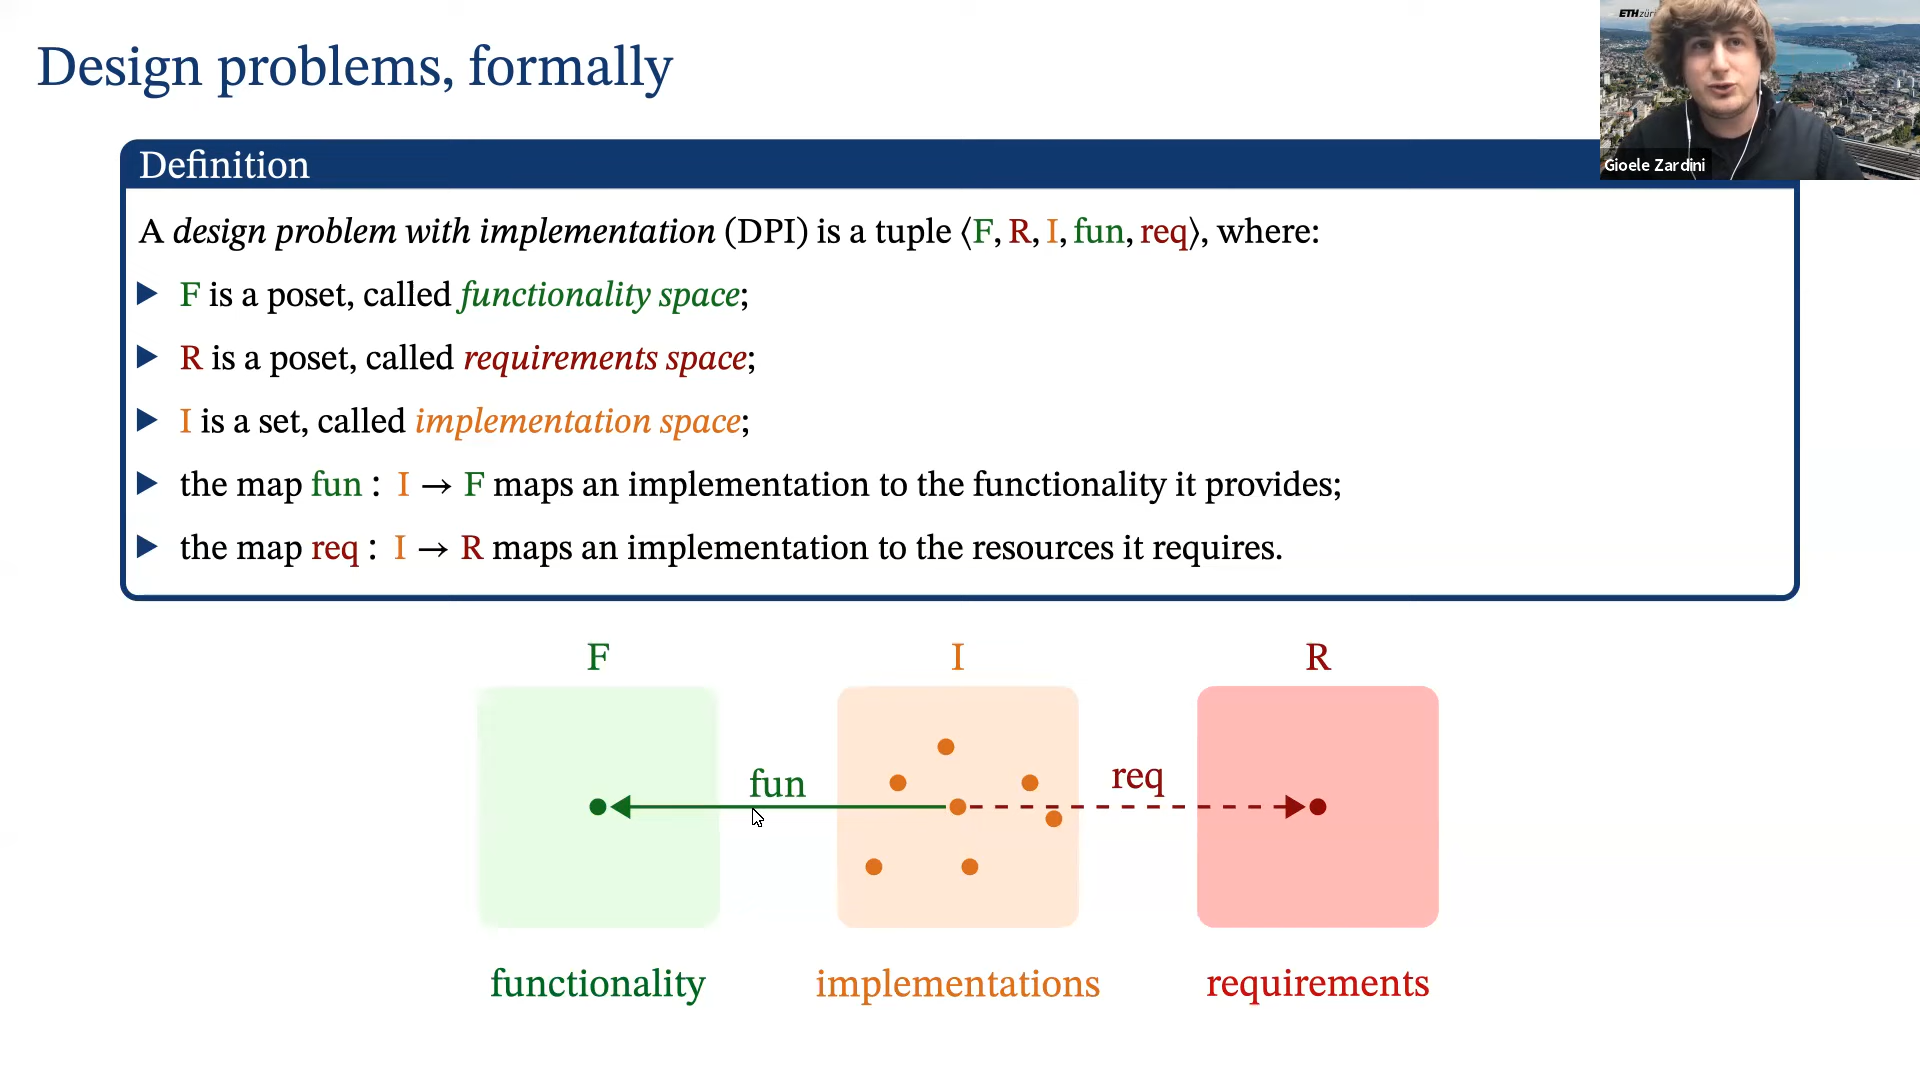 Design problems, formally
ETH züri
Gioele Zardini
Definition
A design problem with implementation (DPI) is a tuple ⟨F, R, I, fun, req⟩, where:
F is a poset, called functionality space;
R is a poset, called requirements space;
I is a set, called implementation space;
the map fun : I → F maps an implementation to the functionality it provides;
the map req : I → R maps an implementation to the resources it requires.
F I R
fun req
functionality implementations requirements